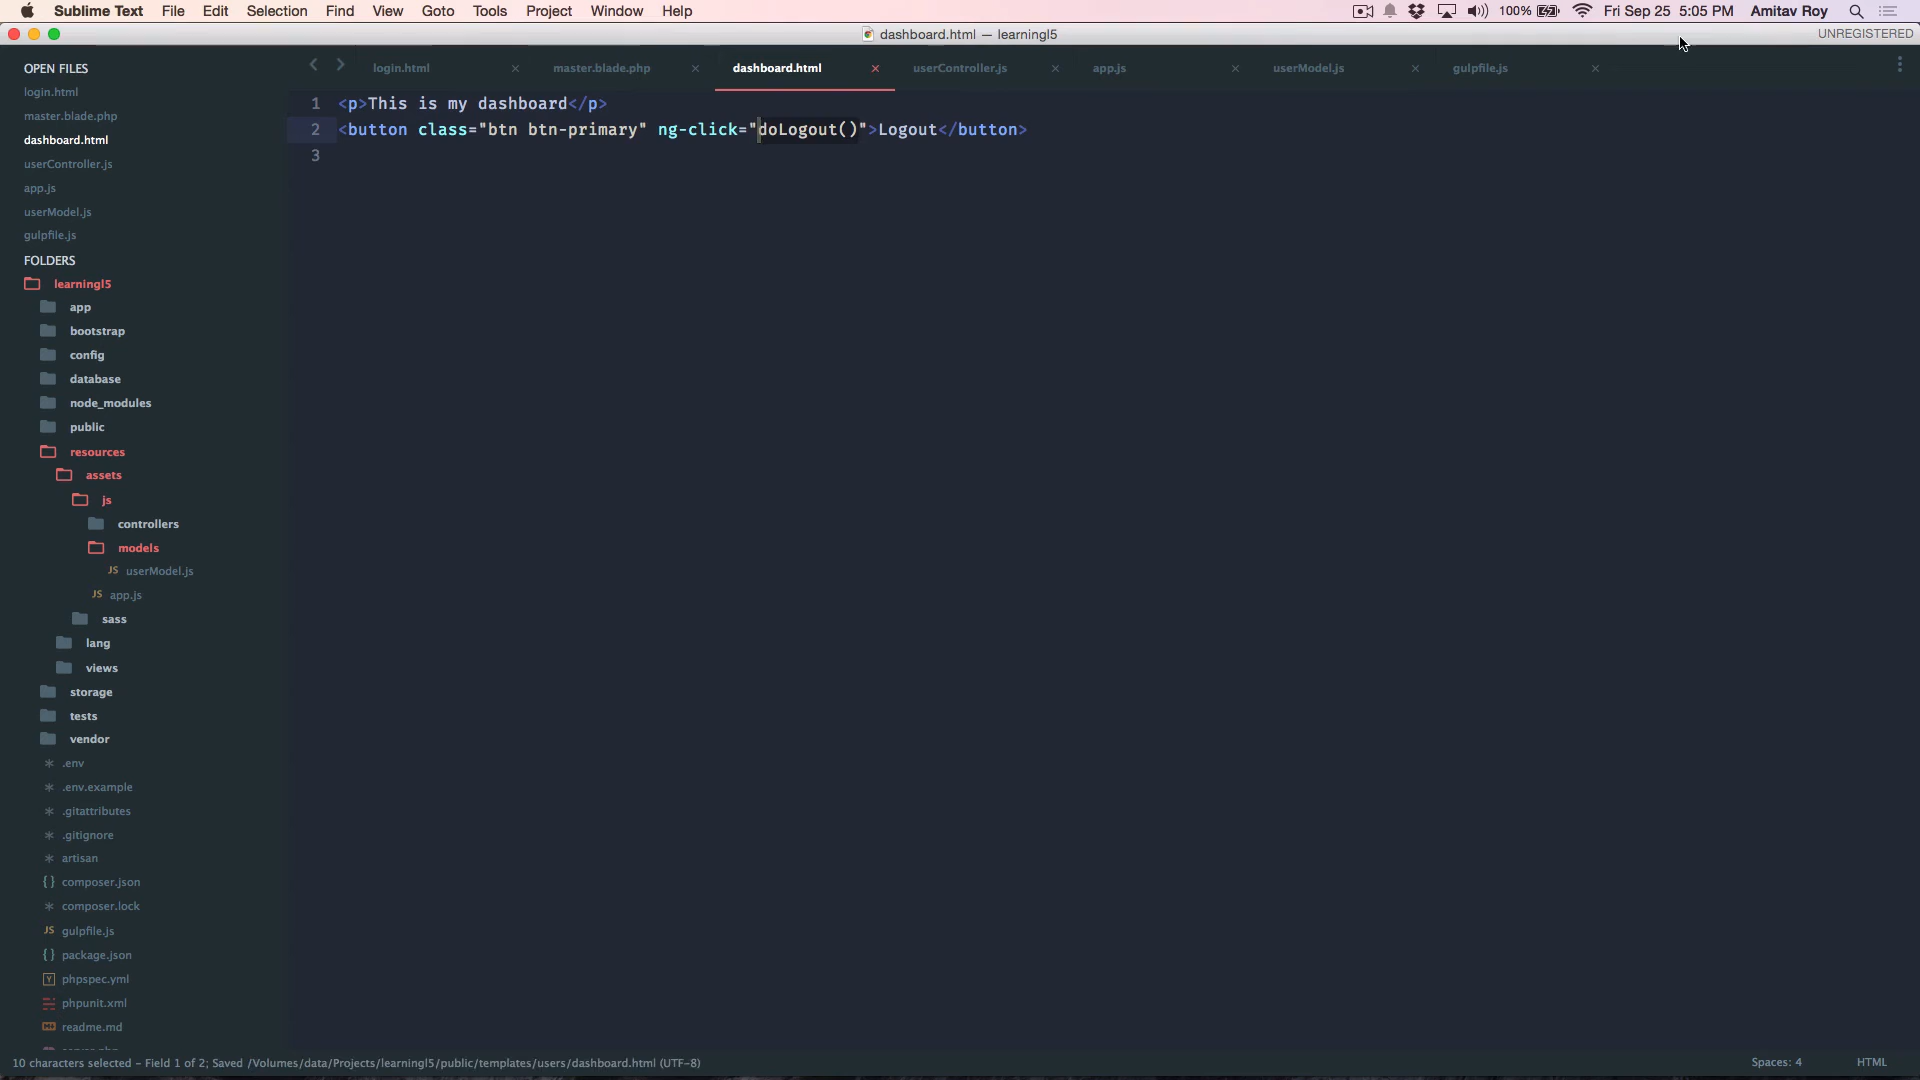 Sublime Text File Edit Selection Find View Goto Tools Project Window Help 100% Fri Sep 25 5:05 PM Amitav Roy
dashboard.html — learningl5 UNREGISTERED
OPEN FILES
login.html
master.blade.php
dashboard.html
userController.js
app.js
userModel.js
gulpfile.js
FOLDERS
learningl5
app
bootstrap
config
database
node_modules
public
resources
assets
js
controllers
models
JS userModel.js
JS app.js
sass
lang
views
storage
tests
vendor
.env
.env.example
.gitattributes
.gitignore
artisan
{} composer.json
composer.lock
JS gulpfile.js
{} package.json
Y phpspec.yml
phpunit.xml
readme.md
login.html master.blade.php dashboard.html userController.js app.js userModel.js gulpfile.js
1 <p>This is my dashboard</p>
2 <button class="btn btn-primary" ng-click="doLogout()">Logout</button>
3
10 characters selected – Field 1 of 2; Saved /Volumes/data/Projects/learningl5/public/templates/users/dashboard.html (UTF-8) Spaces: 4 HTML